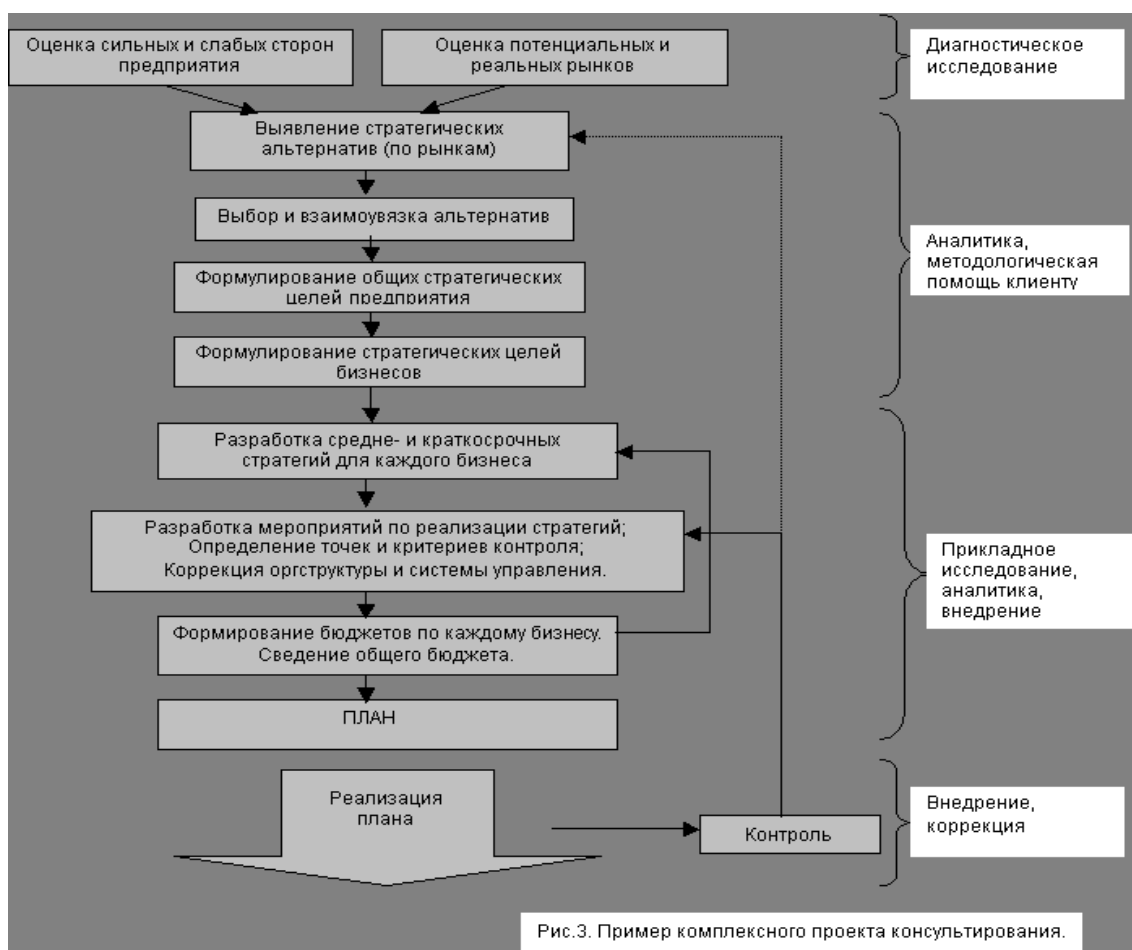 Оценка сильных и слабых сторон
предприятия
Оценка потенциальных и
реальных рынков
Диагностическое
исследование
Выявление стратегических
альтернатив (по рынкам)
Выбор и взаимоувязка альтернатив
Формулирование общих стратегических
целей предприятия
Формулирование стратегических целей
бизнесов
Аналитика,
методологическая
помощь клиенту
Разработка средне- и краткосрочных
стратегий для каждого бизнеса
Разработка мероприятий по реализации стратегий;
Определение точек и критериев контроля;
Коррекция оргструктуры и системы управления.
Формирование бюджетов по каждому бизнесу.
Сведение общего бюджета.
ПЛАН
Прикладное
исследование,
аналитика,
внедрение
Реализация
плана
Контроль
Внедрение,
коррекция
Рис.3. Пример комплексного проекта консультирования.